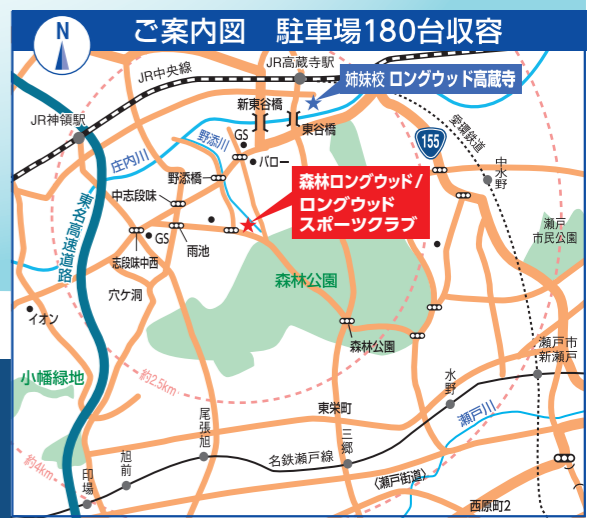 ご案内図 駐車場180台収容
N
JR高蔵寺駅
JR中央線
姉妹校 ロングウッド高蔵寺
新東谷橋
JR神領駅
東谷橋
GS
野添川
155
愛環鉄道
庄内川
バロー
中水野
野添橋
森林ロングウッド/
ロングウッド
スポーツクラブ
中志段味
東名高速道路
瀬戸
市民公園
GS
雨池
志段味中西
森林公園
穴ケ洞
イオン
森林公園
瀬戸市
新瀬戸
小幡緑地
約2.5km
水野
東栄町
瀬戸川
尾張旭
三郷
旭前
名鉄瀬戸線
約4km
印場
〈瀬戸街道〉
西原町2